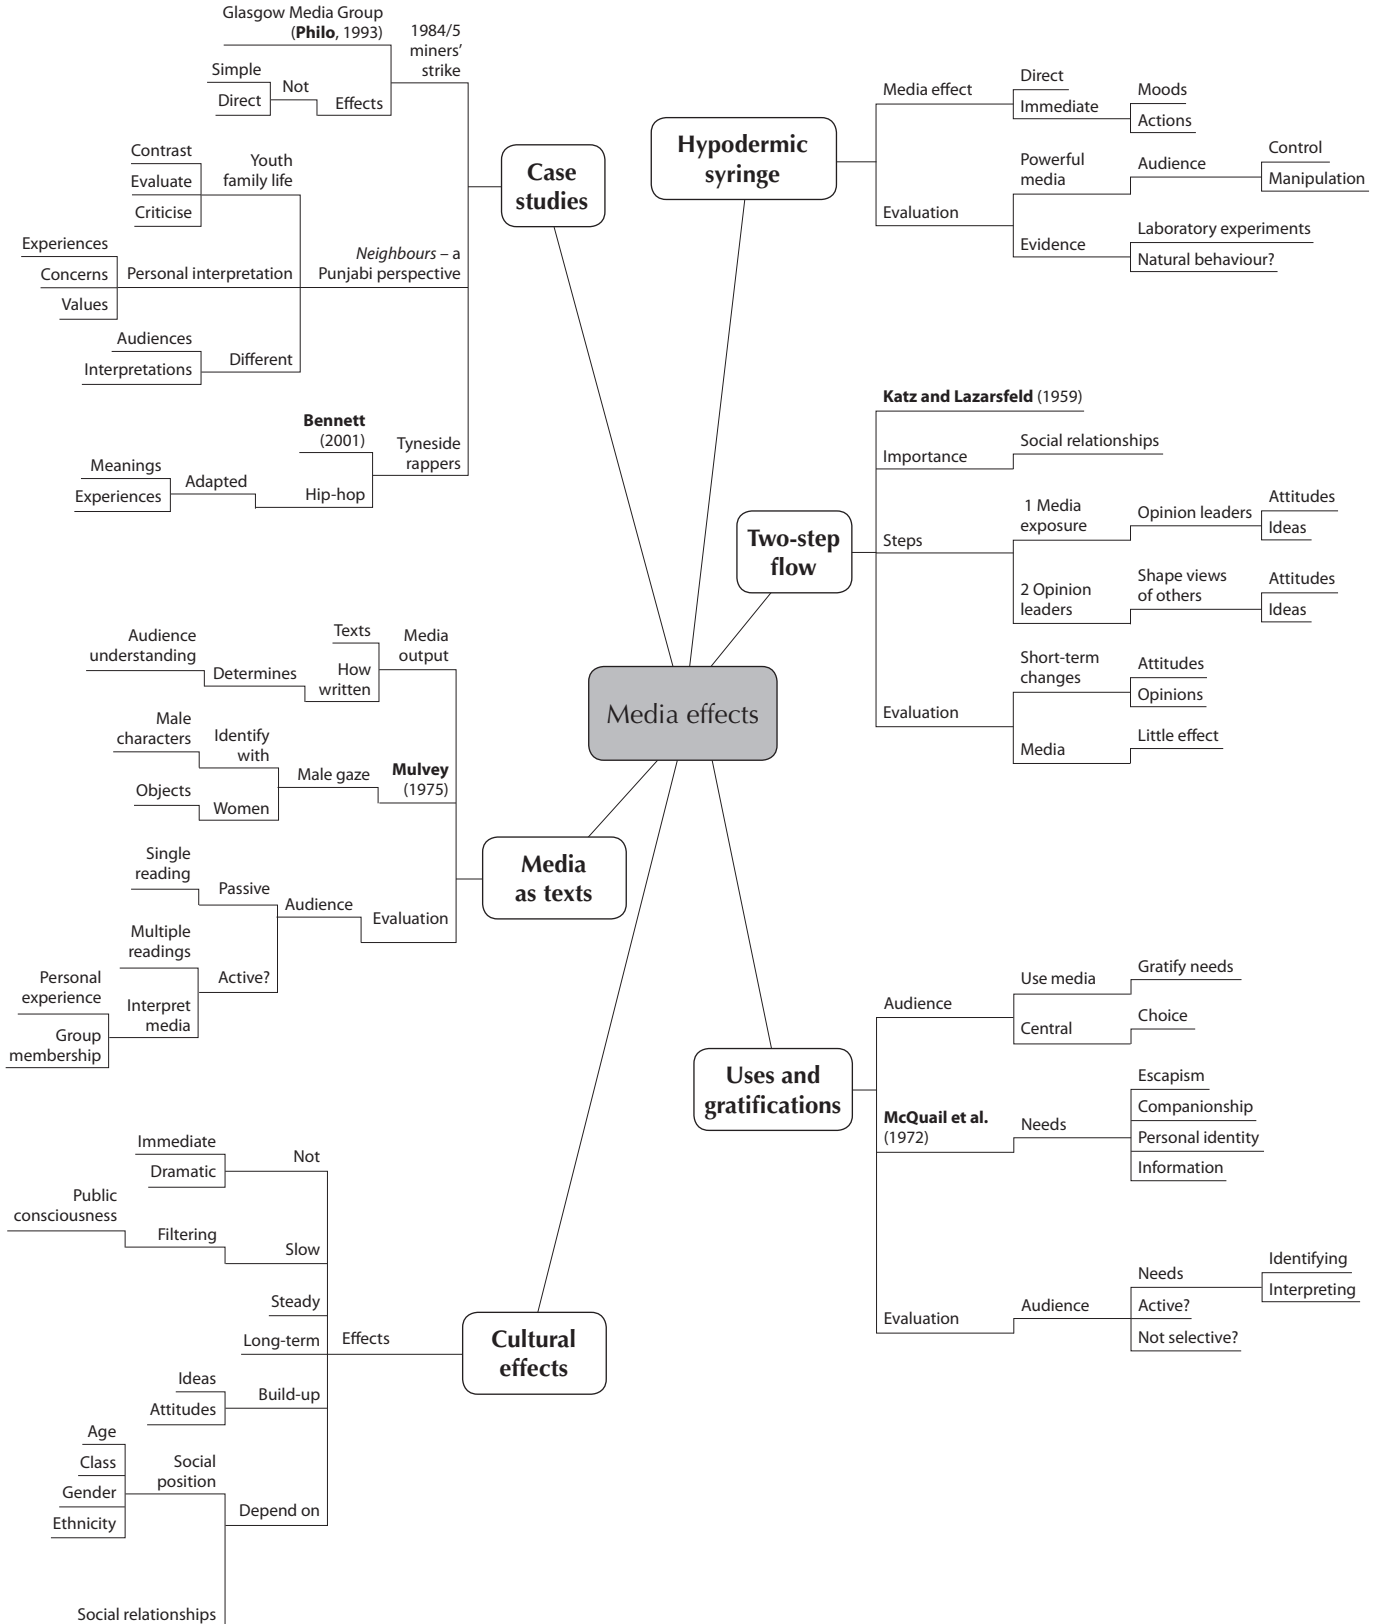 Media effects
Hypodermic
syringe
Media effect
Direct
Immediate
Moods
Actions
Evaluation
Powerful
media
Audience
Control
Manipulation
Evidence
Laboratory experiments
Natural behaviour?
Two-step
flow
Katz and Lazarsfeld (1959)
Importance
Social relationships
Steps
1 Media
exposure
Opinion leaders
Attitudes
Ideas
2 Opinion
leaders
Shape views
of others
Attitudes
Ideas
Evaluation
Short-term
changes
Attitudes
Opinions
Media
Little effect
Uses and
gratifications
Audience
Use media
Gratify needs
Central
Choice
McQuail et al.
(1972)
Needs
Escapism
Companionship
Personal identity
Information
Evaluation
Audience
Needs
Identifying
Interpreting
Active?
Not selective?
Cultural
effects
Effects
Not
Immediate
Dramatic
Slow
Filtering
Public
consciousness
Steady
Long-term
Build-up
Ideas
Attitudes
Depend on
Social
position
Age
Class
Gender
Ethnicity
Social relationships
Media
as texts
Media
output
Texts
How
written
Determines
Audience
understanding
Mulvey
(1975)
Male gaze
Identify
with
Male
characters
Women
Objects
Evaluation
Audience
Passive
Single
reading
Active?
Multiple
readings
Interpret
media
Personal
experience
Group
membership
Case
studies
1984/5
miners’
strike
Glasgow Media Group
(Philo, 1993)
Effects
Not
Simple
Direct
Neighbours – a
Punjabi perspective
Youth
family life
Contrast
Evaluate
Criticise
Personal interpretation
Experiences
Concerns
Values
Different
Audiences
Interpretations
Tyneside
rappers
Bennett
(2001)
Hip-hop
Adapted
Meanings
Experiences